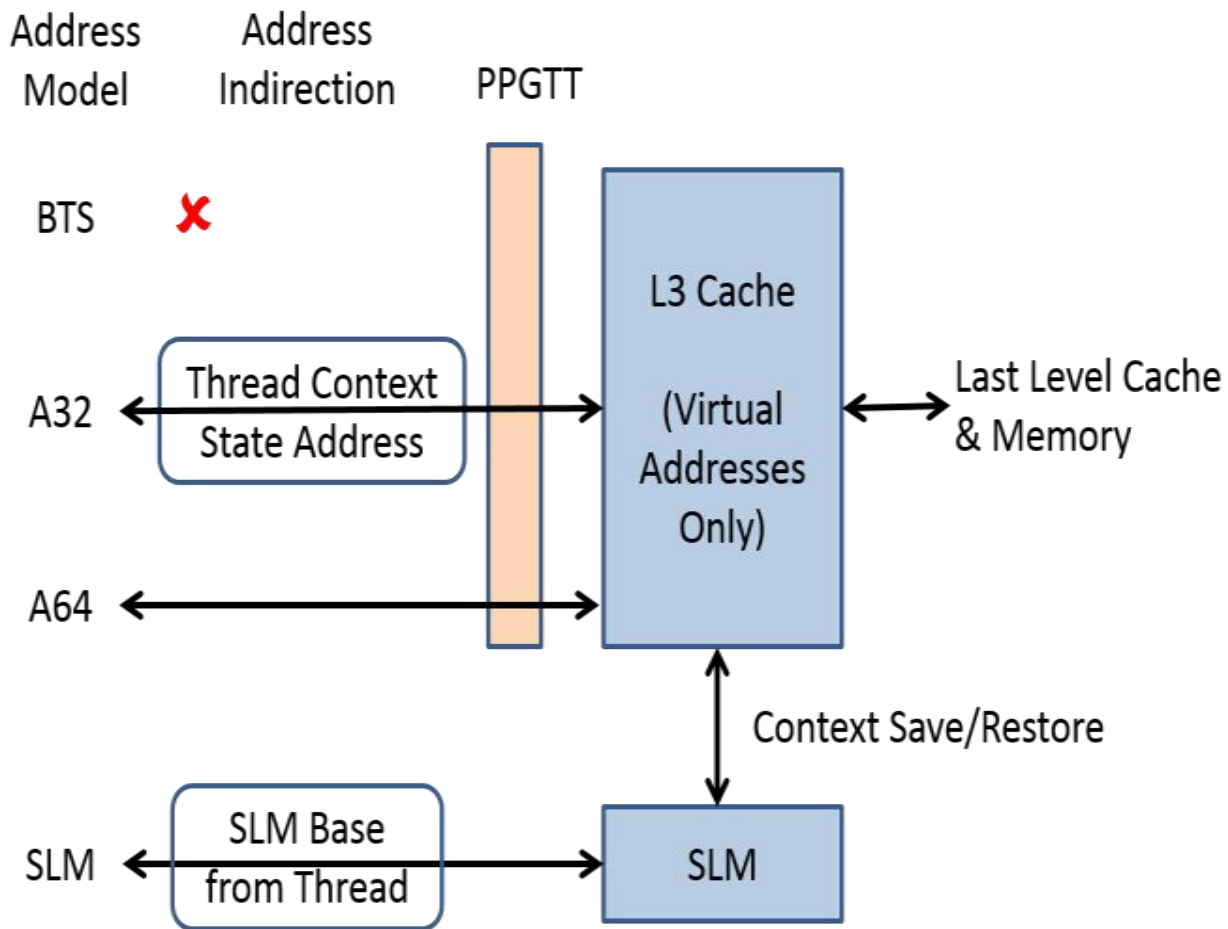 Address
Model
Address
Indirection
PPGTT
BTS
A32
Thread Context
State Address
A64
L3 Cache
(Virtual
Addresses
Only)
Last Level Cache
& Memory
Context Save/Restore
SLM
SLM Base
from Thread
SLM